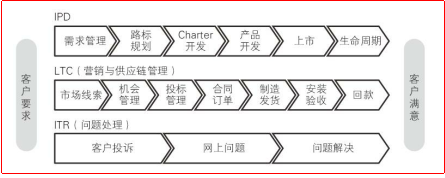 IPD
需求管理 路标规划 Charter开发 产品开发 上市 生命周期
LTC（营销与供应链管理）
市场线索 机会管理 投标管理 合同订单 制造发货 安装验收 回款
ITR（问题处理）
客户投诉 网上问题 问题解决
客户要求
客户满意